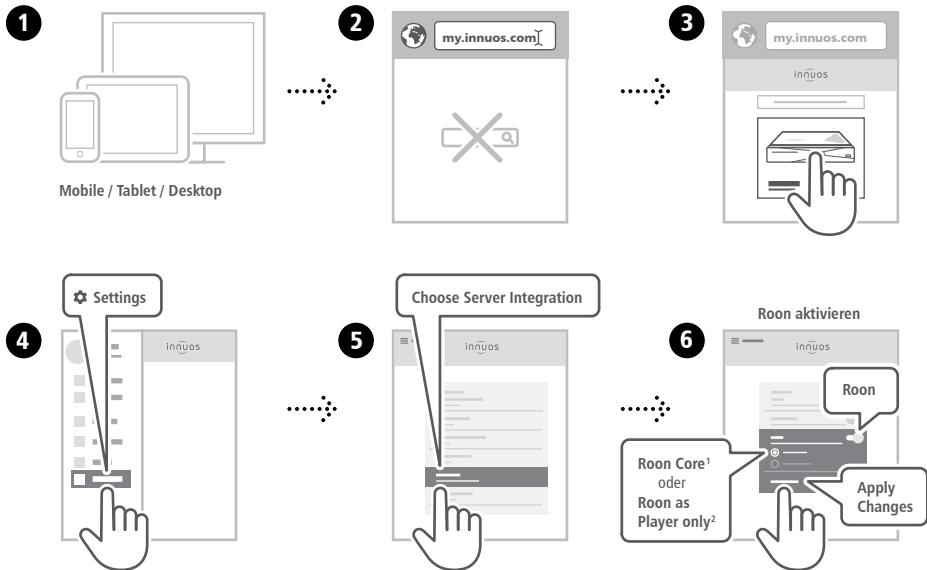 1
Mobile / Tablet / Desktop
2
my.innuos.com
3
my.innuos.com
innuos
4
Settings
innuos
5
Choose Server Integration
innuos
Roon aktivieren
6
innuos
Roon
Roon Core¹
oder
Roon as
Player only²
Apply
Changes